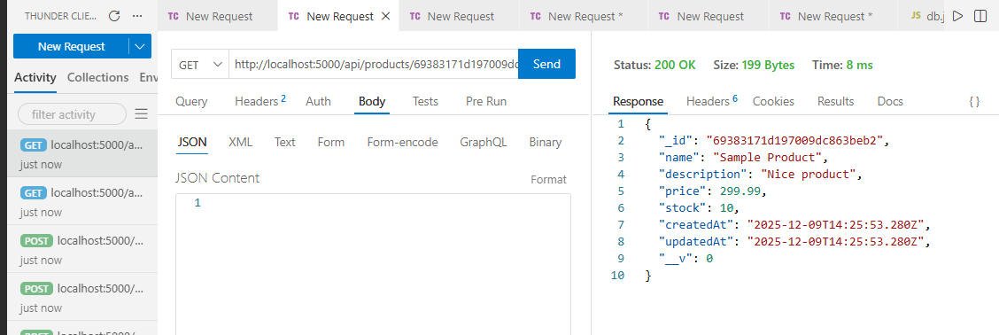 THUNDER CLIE... ...
New Request
Activity Collections Env
filter activity
GET localhost:5000/a...
just now
GET localhost:5000/a...
just now
POST localhost:5000/...
just now
POST localhost:5000/...
just now
POST localhost:5000/...
TC New Request
TC New Request
TC New Request
TC New Request *
TC New Request
TC New Request *
JS db.j
GET http://localhost:5000/api/products/69383171d197009dc Send
Query Headers 2 Auth Body Tests Pre Run
JSON XML Text Form Form-encode GraphQL Binary
JSON Content Format
1
Status: 200 OK Size: 199 Bytes Time: 8 ms
Response Headers 6 Cookies Results Docs { }
1 {
2 "_id": "69383171d197009dc863beb2",
3 "name": "Sample Product",
4 "description": "Nice product",
5 "price": 299.99,
6 "stock": 10,
7 "createdAt": "2025-12-09T14:25:53.280Z",
8 "updatedAt": "2025-12-09T14:25:53.280Z",
9 "__v": 0
10 }